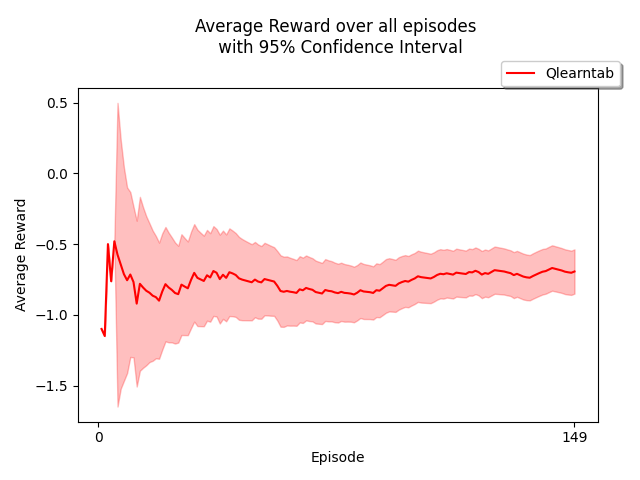 Average Reward over all episodes
with 95% Confidence Interval
Qlearntab
0.5
0.0
−0.5
−1.0
−1.5
Average Reward
0
149
Episode